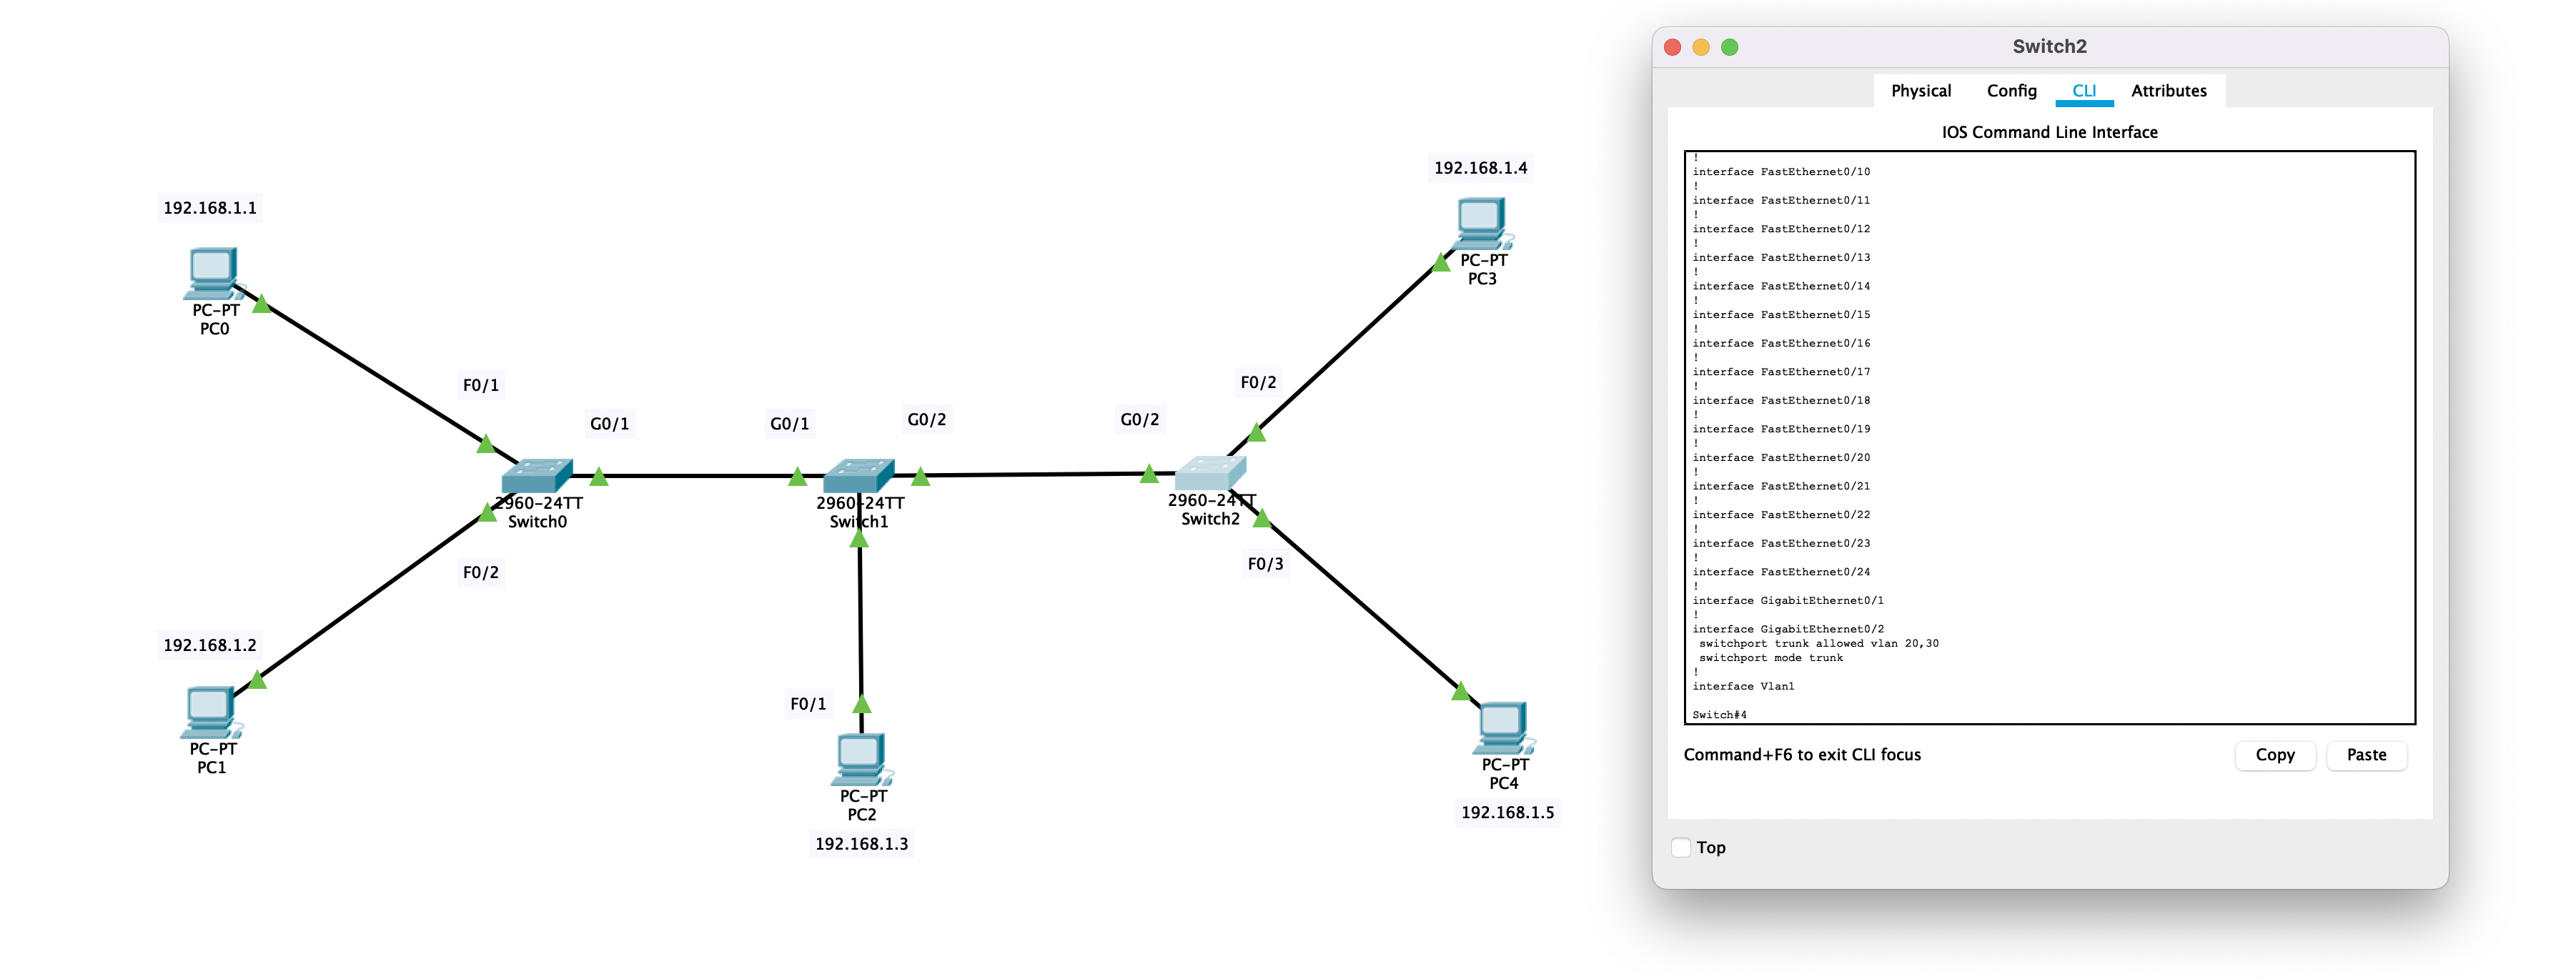 192.168.1.1
PC-PT
PC0
F0/1
G0/1
2960-24TT
Switch0
F0/2
192.168.1.2
PC-PT
PC1
G0/1
G0/2
2960-24TT
Switch1
F0/1
PC-PT
PC2
192.168.1.3
G0/2
F0/2
2960-24TT
Switch2
F0/3
192.168.1.4
PC-PT
PC3
PC-PT
PC4
192.168.1.5
Switch2
Physical Config CLI Attributes
IOS Command Line Interface
!
interface FastEthernet0/10
!
interface FastEthernet0/11
!
interface FastEthernet0/12
!
interface FastEthernet0/13
!
interface FastEthernet0/14
!
interface FastEthernet0/15
!
interface FastEthernet0/16
!
interface FastEthernet0/17
!
interface FastEthernet0/18
!
interface FastEthernet0/19
!
interface FastEthernet0/20
!
interface FastEthernet0/21
!
interface FastEthernet0/22
!
interface FastEthernet0/23
!
interface FastEthernet0/24
!
interface GigabitEthernet0/1
!
interface GigabitEthernet0/2
switchport trunk allowed vlan 20,30
switchport mode trunk
!
interface Vlan1
Switch#4
Command+F6 to exit CLI focus
Copy Paste
Top